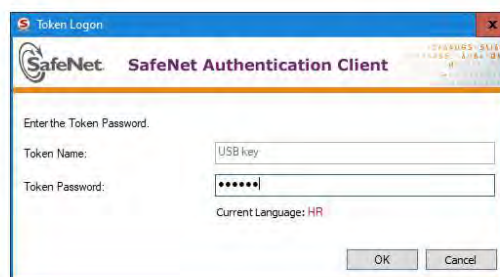 Token Logon
SafeNet. SafeNet Authentication Client
Enter the Token Password.
Token Name: USB key
Token Password: ●●●●●●
Current Language: HR
OK Cancel